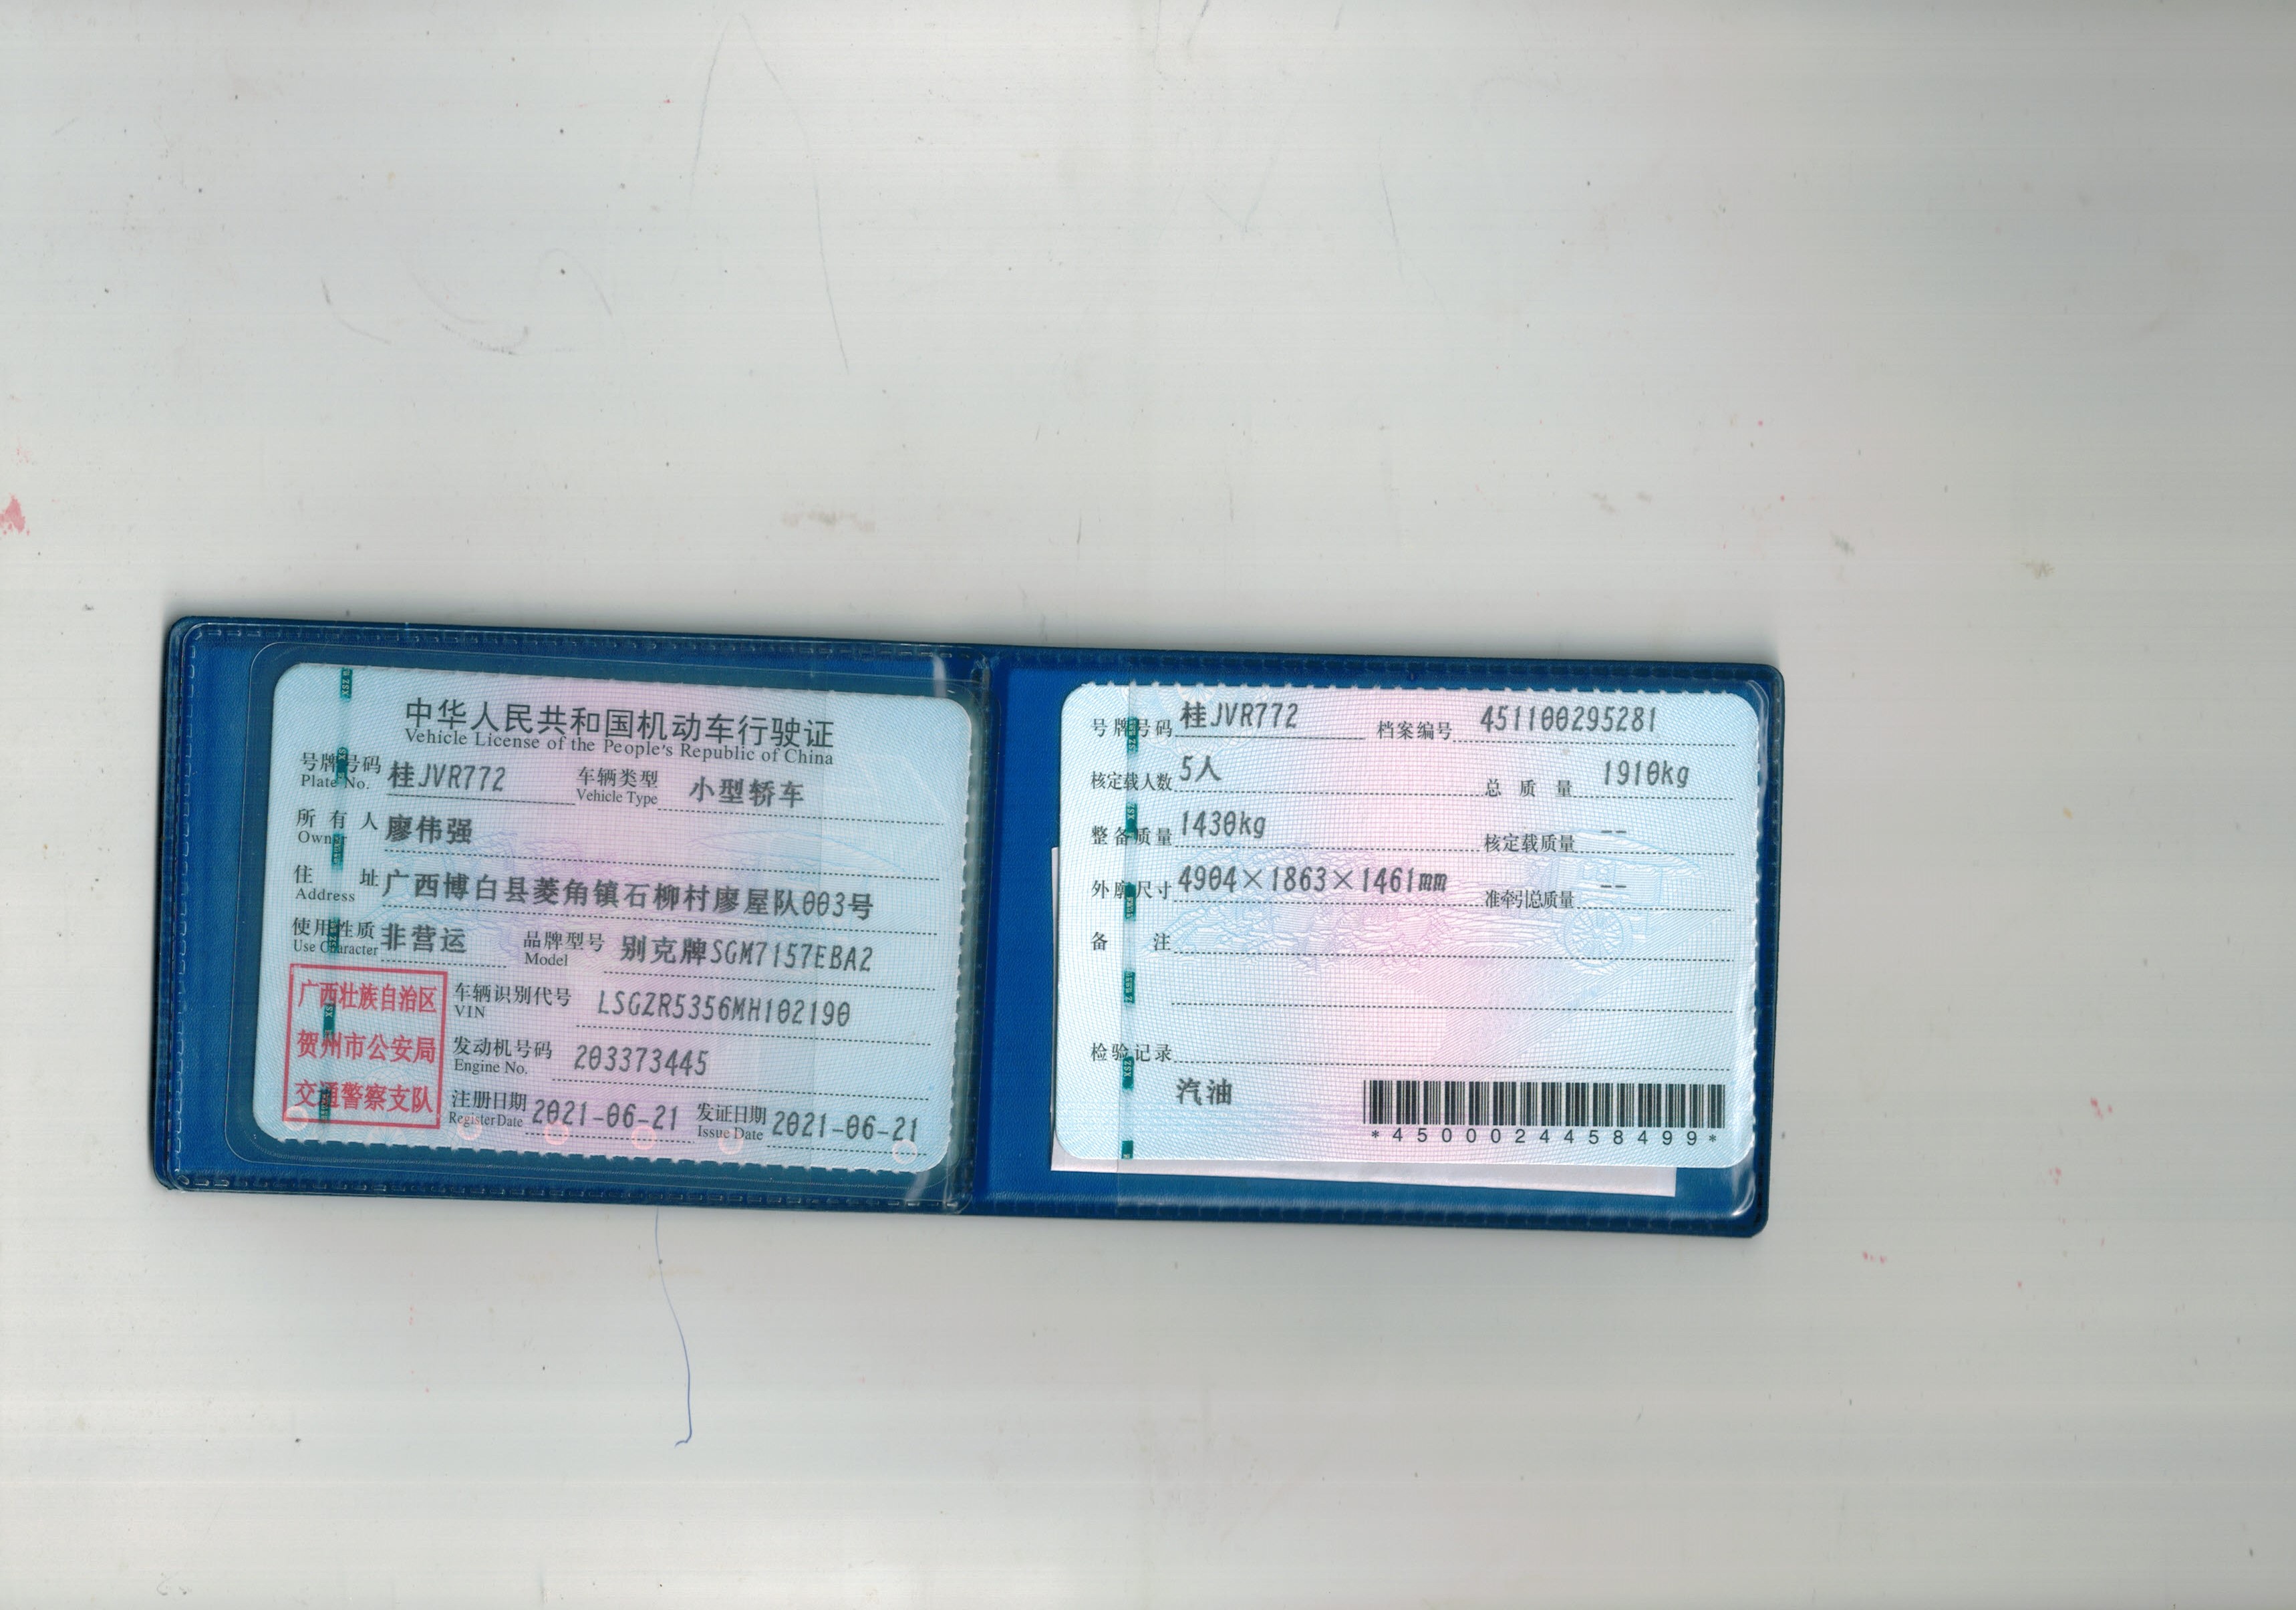 中华人民共和国机动车行驶证
Vehicle License of the People's Republic of China
号牌号码 桂JVR772 车辆类型 小型轿车
Plate No. Vehicle Type
所有人 廖伟强
Owner
住址 广西博白县菱角镇石柳村廖屋队003号
Address
使用性质 非营运 品牌型号 别克牌SGM7157EBA2
Use Character Model
广西壮族自治区
贺州市公安局
交通警察支队
车辆识别代号 LSGZR5356MH102190
VIN
发动机号码 203373445
Engine No.
注册日期 2021-06-21 发证日期 2021-06-21
Register Date Issue Date
号牌号码 桂JVR772 档案编号 451100295281
核定载人数 5人 总质量 1910kg
整备质量 1430kg 核定载质量 --
外廓尺寸 4904×1863×1461mm 准牵引总质量 --
备注
检验记录
汽油
*4500024458499*